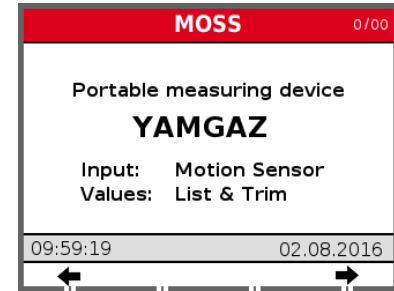 MOSS 0/00
Portable measuring device
YAMGAZ
Input: Motion Sensor
Values: List & Trim
09:59:19 02.08.2016